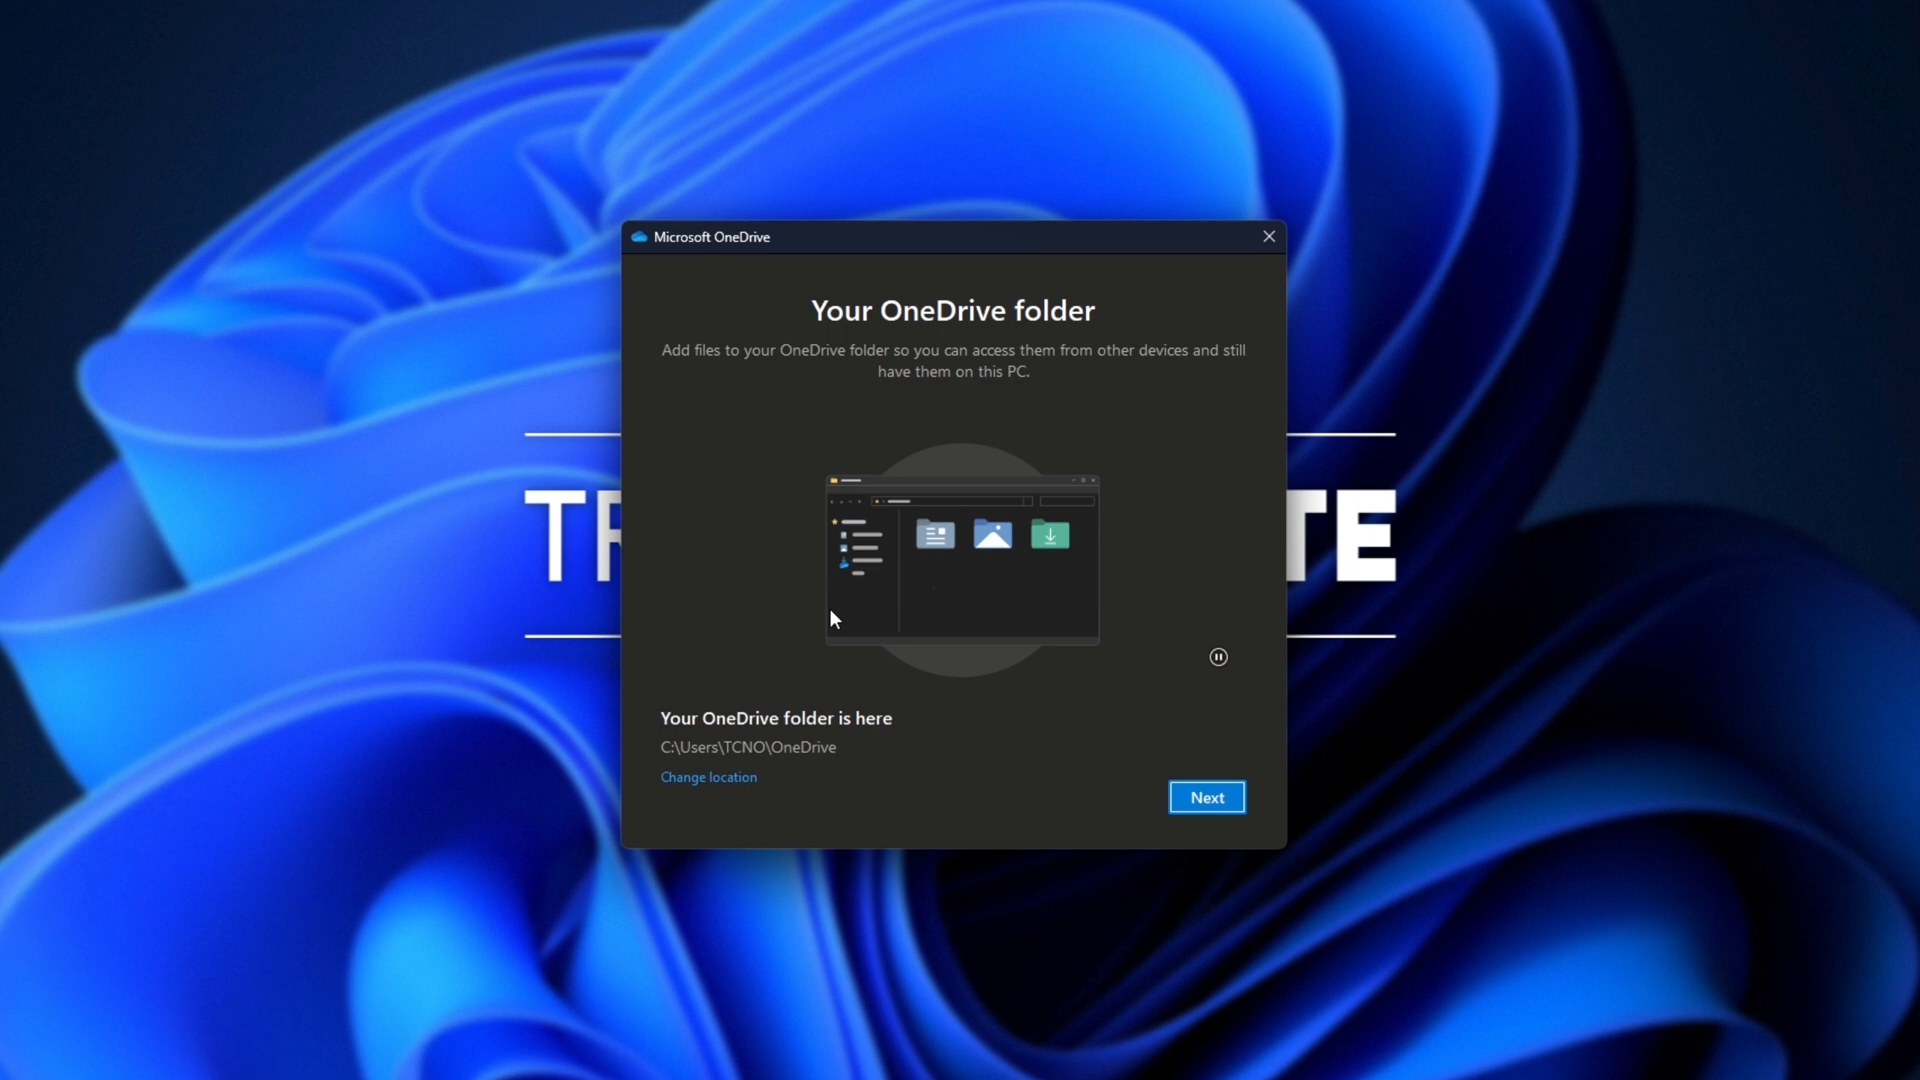 Microsoft OneDrive
Your OneDrive folder
Add files to your OneDrive folder so you can access them from other devices and still
have them on this PC.
TR
TE
Your OneDrive folder is here
C:\Users\TCNO\OneDrive
Change location
Next